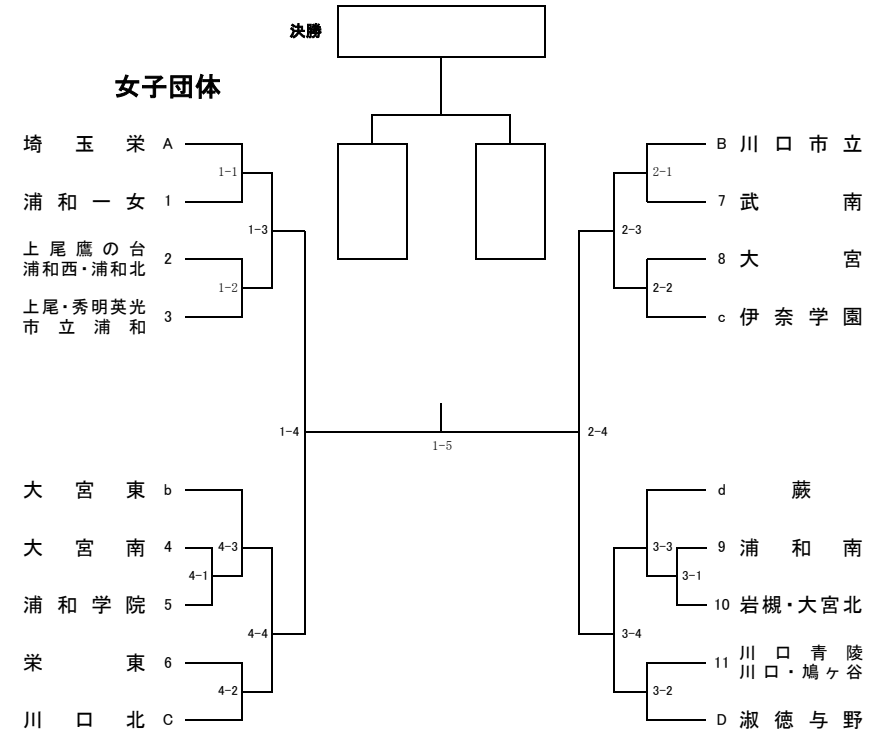 決勝
女子団体
埼玉栄 A
1-1
浦和一女 1
1-3
上尾鷹の台
浦和西・浦和北 2
1-2
上尾・秀明英光
市立浦和 3
B 川口市立
2-1
7 武南
2-3
8 大宮
2-2
c 伊奈学園
1-4
1-5
2-4
大宮東 b
大宮南 4
4-3
4-1
浦和学院 5
4-4
栄東 6
4-2
川口北 C
d 蕨
3-3
9 浦和南
3-1
10 岩槻・大宮北
3-4
11 川口青陵
川口・鳩ヶ谷
3-2
D 淑徳与野